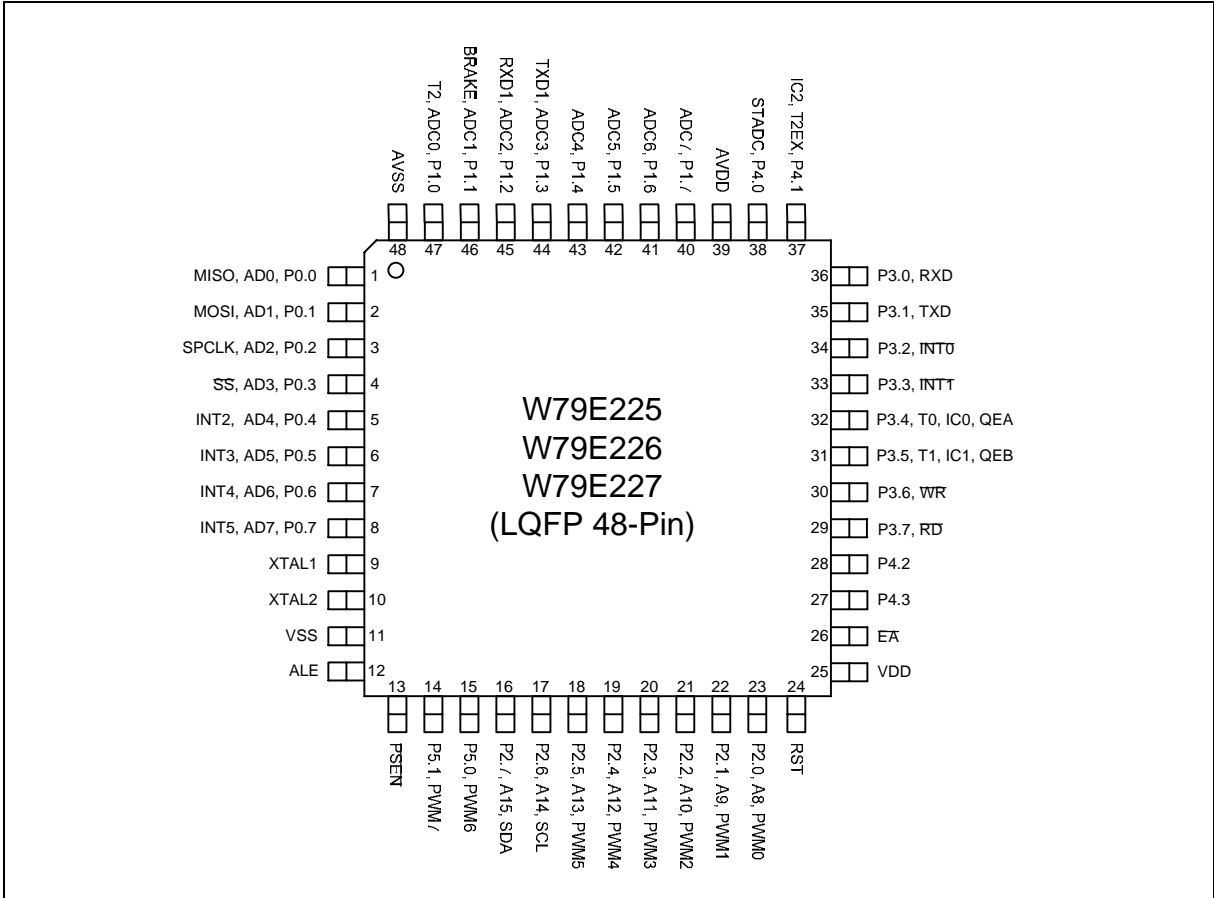 AVSS
T2, ADC0, P1.0
BRAKE, ADC1, P1.1
RXD1, ADC2, P1.2
TXD1, ADC3, P1.3
ADC4, P1.4
ADC5, P1.5
ADC6, P1.6
ADC7, P1.7
AVDD
STADC, P4.0
IC2, T2EX, P4.1
48 47 46 45 44 43 42 41 40 39 38 37
MISO, AD0, P0.0 1
MOSI, AD1, P0.1 2
SPCLK, AD2, P0.2 3
S̅S̅, AD3, P0.3 4
INT2, AD4, P0.4 5
INT3, AD5, P0.5 6
INT4, AD6, P0.6 7
INT5, AD7, P0.7 8
XTAL1 9
XTAL2 10
VSS 11
ALE 12
W79E225
W79E226
W79E227
(LQFP 48-Pin)
36 P3.0, RXD
35 P3.1, TXD
34 P3.2, I̅N̅T̅0̅
33 P3.3, I̅N̅T̅1̅
32 P3.4, T0, IC0, QEA
31 P3.5, T1, IC1, QEB
30 P3.6, W̅R̅
29 P3.7, R̅D̅
28 P4.2
27 P4.3
26 E̅A̅
25 VDD
13 14 15 16 17 18 19 20 21 22 23 24
P̅S̅E̅N̅
P5.1, PWM7
P5.0, PWM6
P2.7, A15, SDA
P2.6, A14, SCL
P2.5, A13, PWM5
P2.4, A12, PWM4
P2.3, A11, PWM3
P2.2, A10, PWM2
P2.1, A9, PWM1
P2.0, A8, PWM0
RST